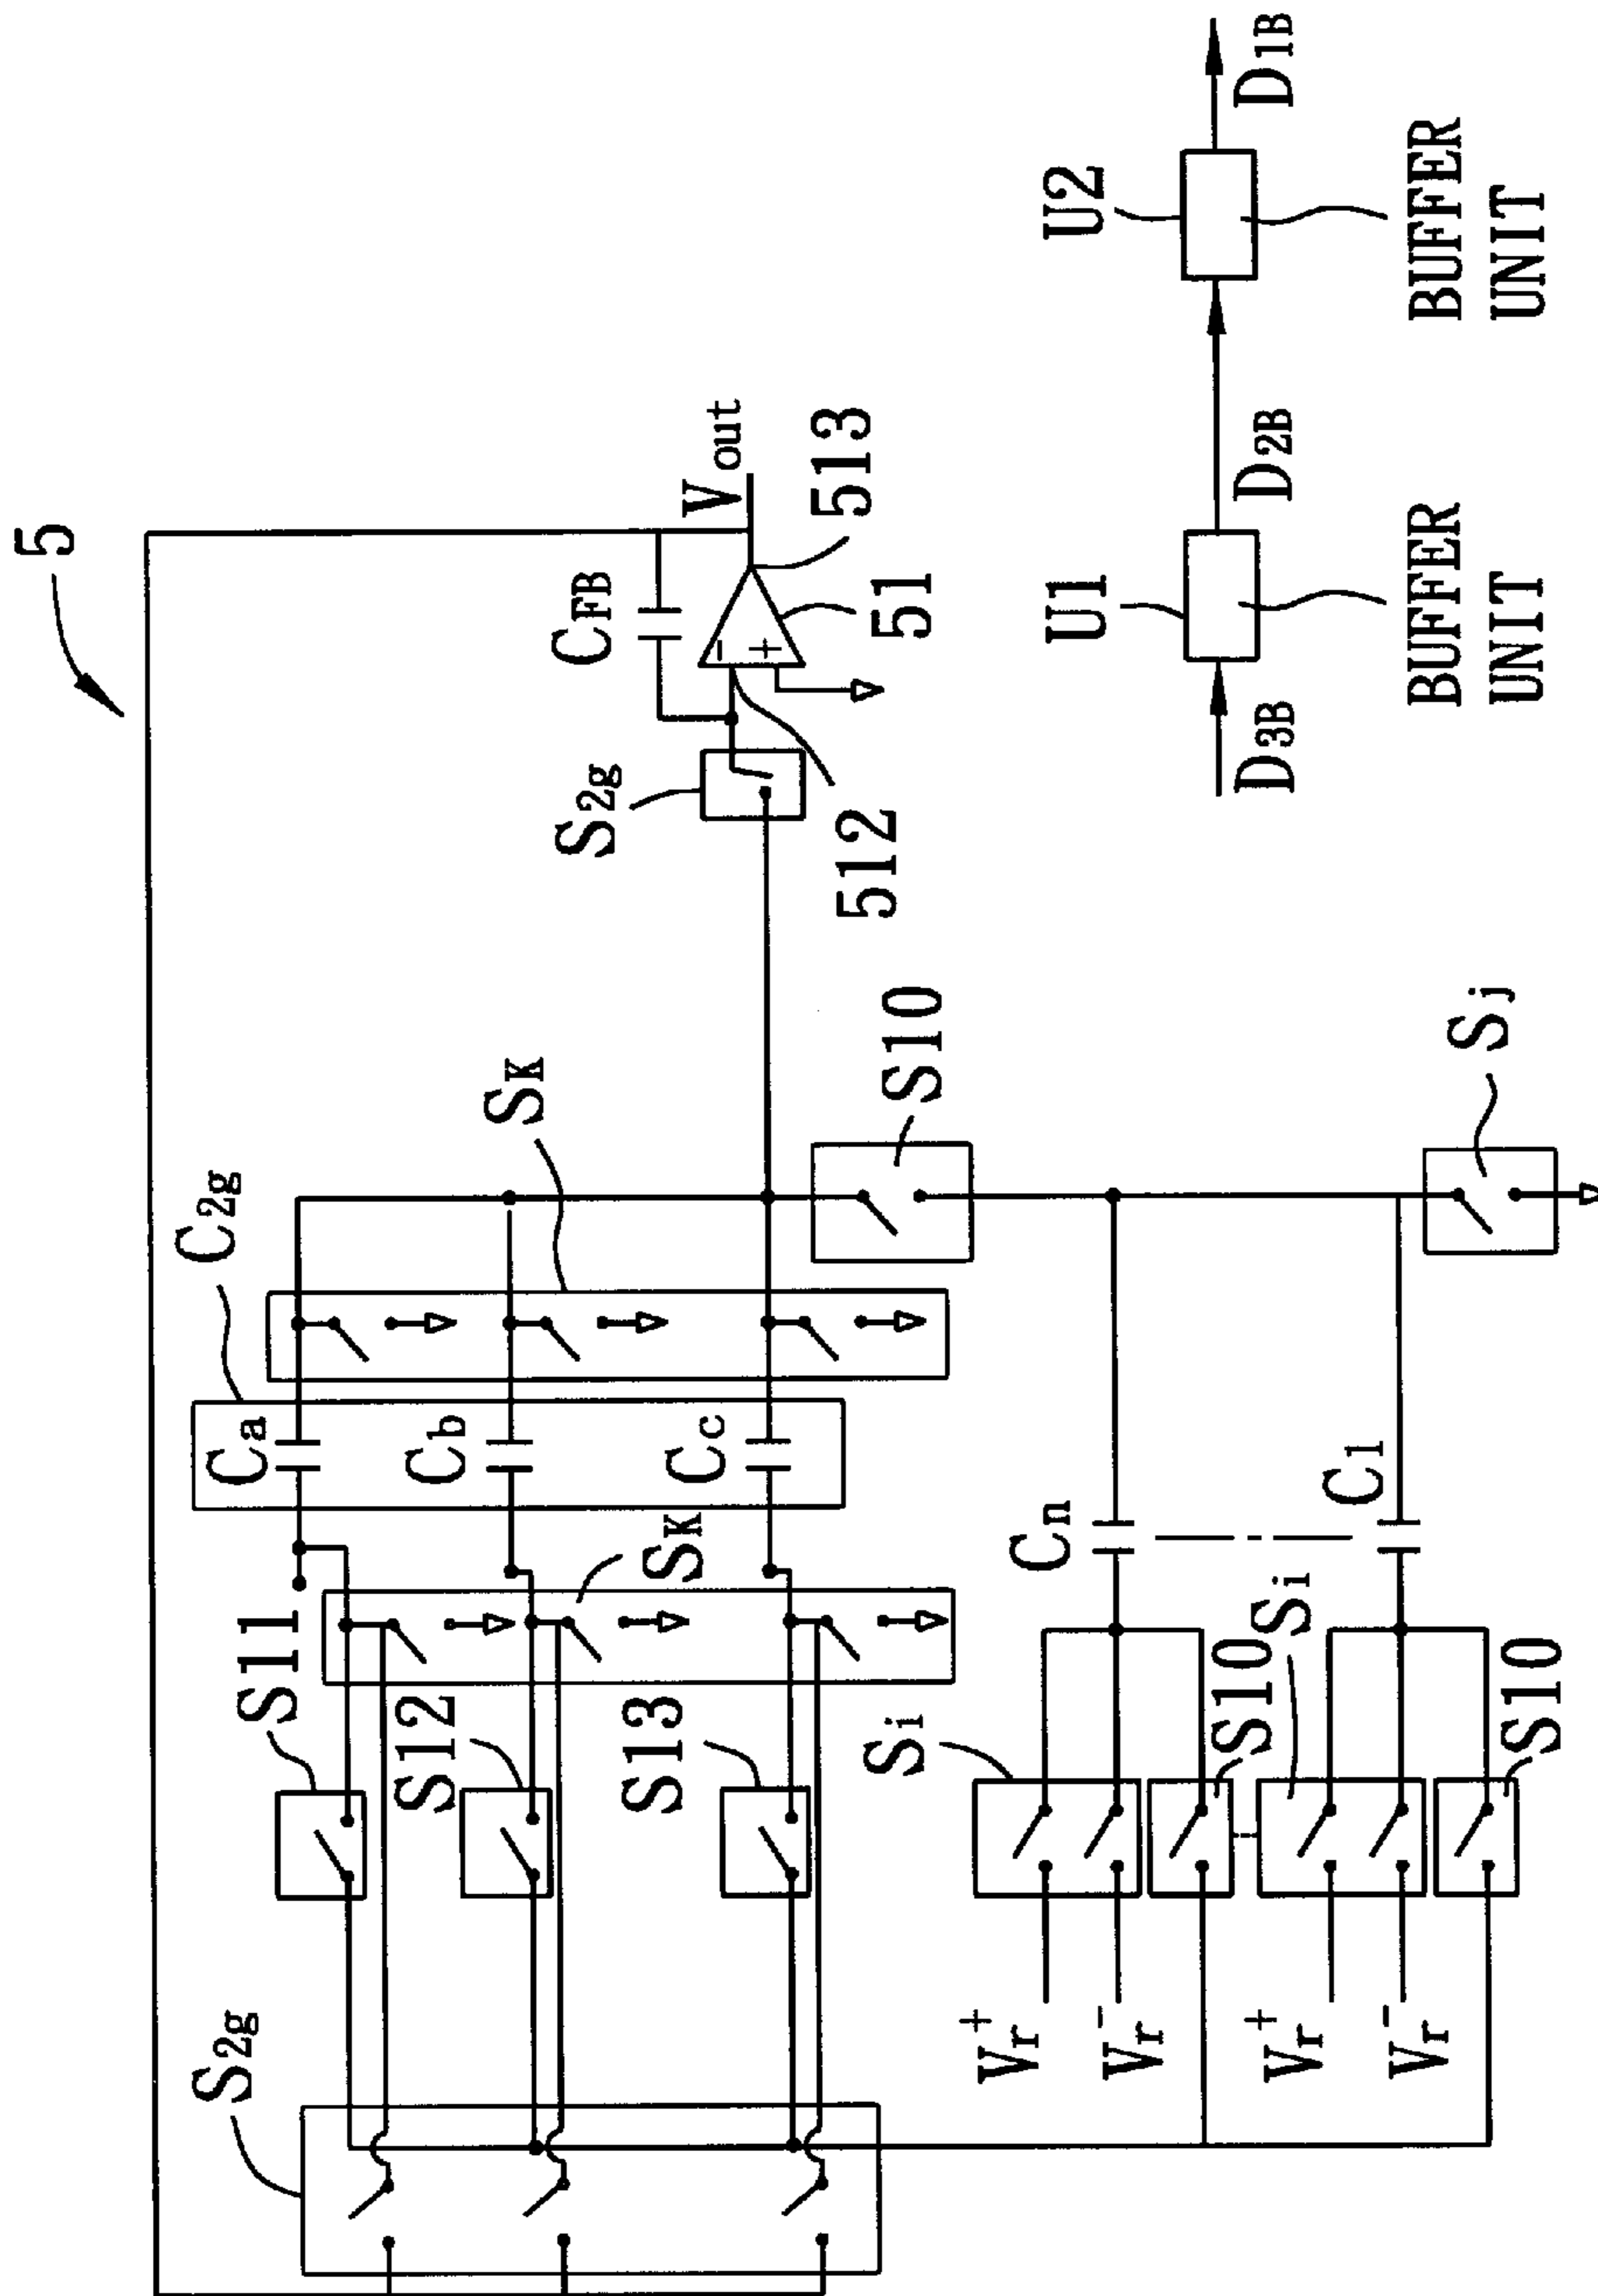 5
S2g
S11
S12
S13
SK
C2g
Ca
Cb
Cc
SK
S2g
512
CFB
Vout
513
51
S10
Sj
Si
Vr+
Vr-
S10
Cn
Si
Vr+
Vr-
S10
C1
-
+
D3B
U1
BUFFER
UNIT
D2B
U2
BUFFER
UNIT
D1B